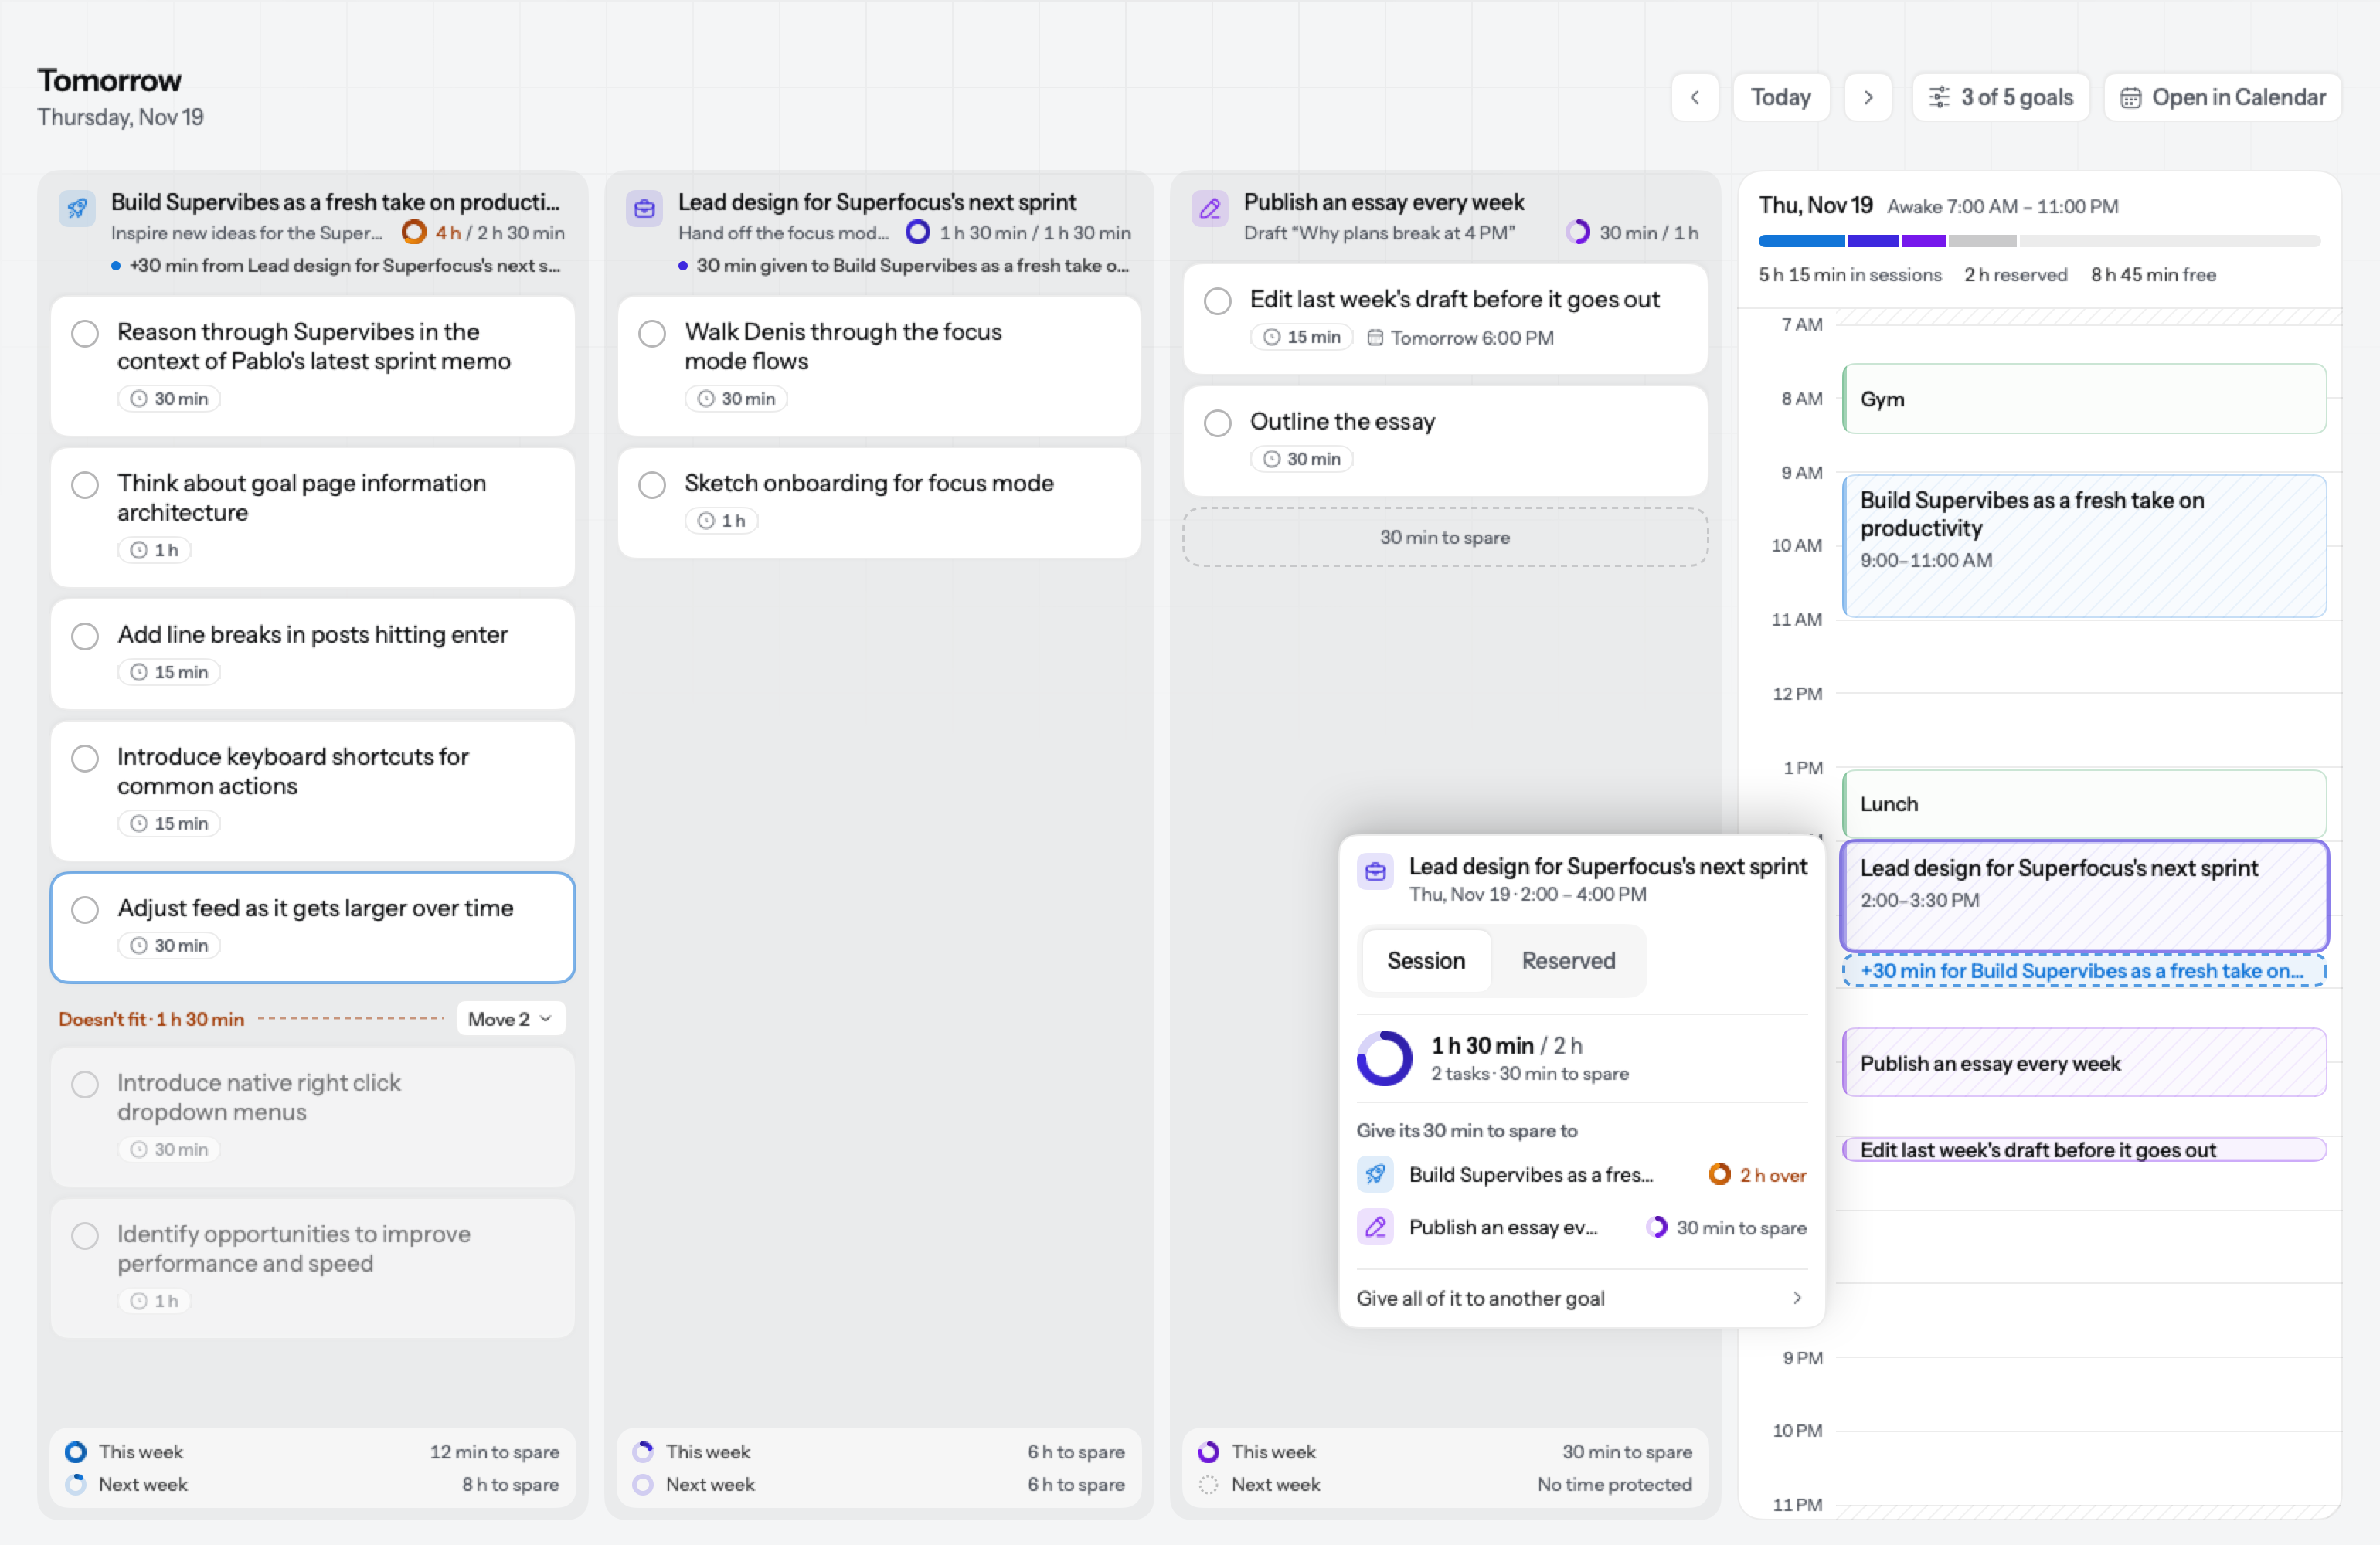 Tomorrow
Thursday, Nov 19
Today
3 of 5 goals
Open in Calendar
Build Supervibes as a fresh take on producti...
Inspire new ideas for the Super...
4 h / 2 h 30 min
+30 min from Lead design for Superfocus's next s...
Reason through Supervibes in the
context of Pablo's latest sprint memo
30 min
Think about goal page information
architecture
1 h
Add line breaks in posts hitting enter
15 min
Introduce keyboard shortcuts for
common actions
15 min
Adjust feed as it gets larger over time
30 min
Doesn't fit · 1 h 30 min
Move 2
Introduce native right click
dropdown menus
30 min
Identify opportunities to improve
performance and speed
1 h
This week
12 min to spare
Next week
8 h to spare
Lead design for Superfocus's next sprint
Hand off the focus mod...
1 h 30 min / 1 h 30 min
30 min given to Build Supervibes as a fresh take o...
Walk Denis through the focus
mode flows
30 min
Sketch onboarding for focus mode
1 h
This week
6 h to spare
Next week
6 h to spare
Publish an essay every week
Draft “Why plans break at 4 PM”
30 min / 1 h
Edit last week's draft before it goes out
15 min
Tomorrow 6:00 PM
Outline the essay
30 min
30 min to spare
This week
30 min to spare
Next week
No time protected
Lead design for Superfocus's next sprint
Thu, Nov 19 · 2:00 – 4:00 PM
Session
Reserved
1 h 30 min / 2 h
2 tasks · 30 min to spare
Give its 30 min to spare to
Build Supervibes as a fres...
2 h over
Publish an essay ev...
30 min to spare
Give all of it to another goal
Thu, Nov 19
Awake 7:00 AM – 11:00 PM
5 h 15 min in sessions
2 h reserved
8 h 45 min free
7 AM
8 AM
Gym
9 AM
Build Supervibes as a fresh take on
productivity
10 AM
9:00–11:00 AM
11 AM
12 PM
1 PM
Lunch
Lead design for Superfocus's next sprint
2:00–3:30 PM
+30 min for Build Supervibes as a fresh take on...
Publish an essay every week
Edit last week's draft before it goes out
9 PM
10 PM
11 PM